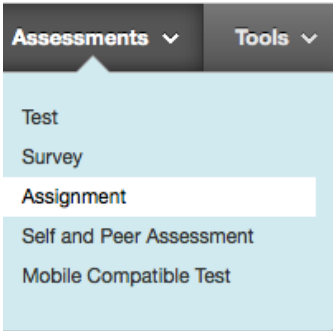 Assessments Tools
Test
Survey
Assignment
Self and Peer Assessment
Mobile Compatible Test